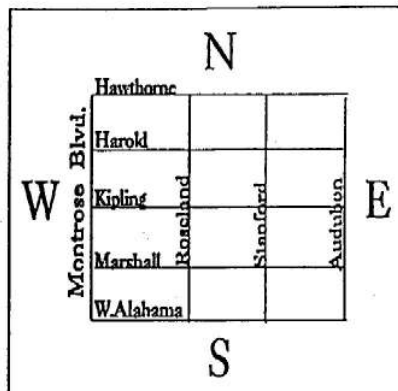 N
Hawthorne
Harold
Kipling
Marshall
W.Alabama
Montrose Blvd.
Roseland
Stanford
Audubon
W
E
S